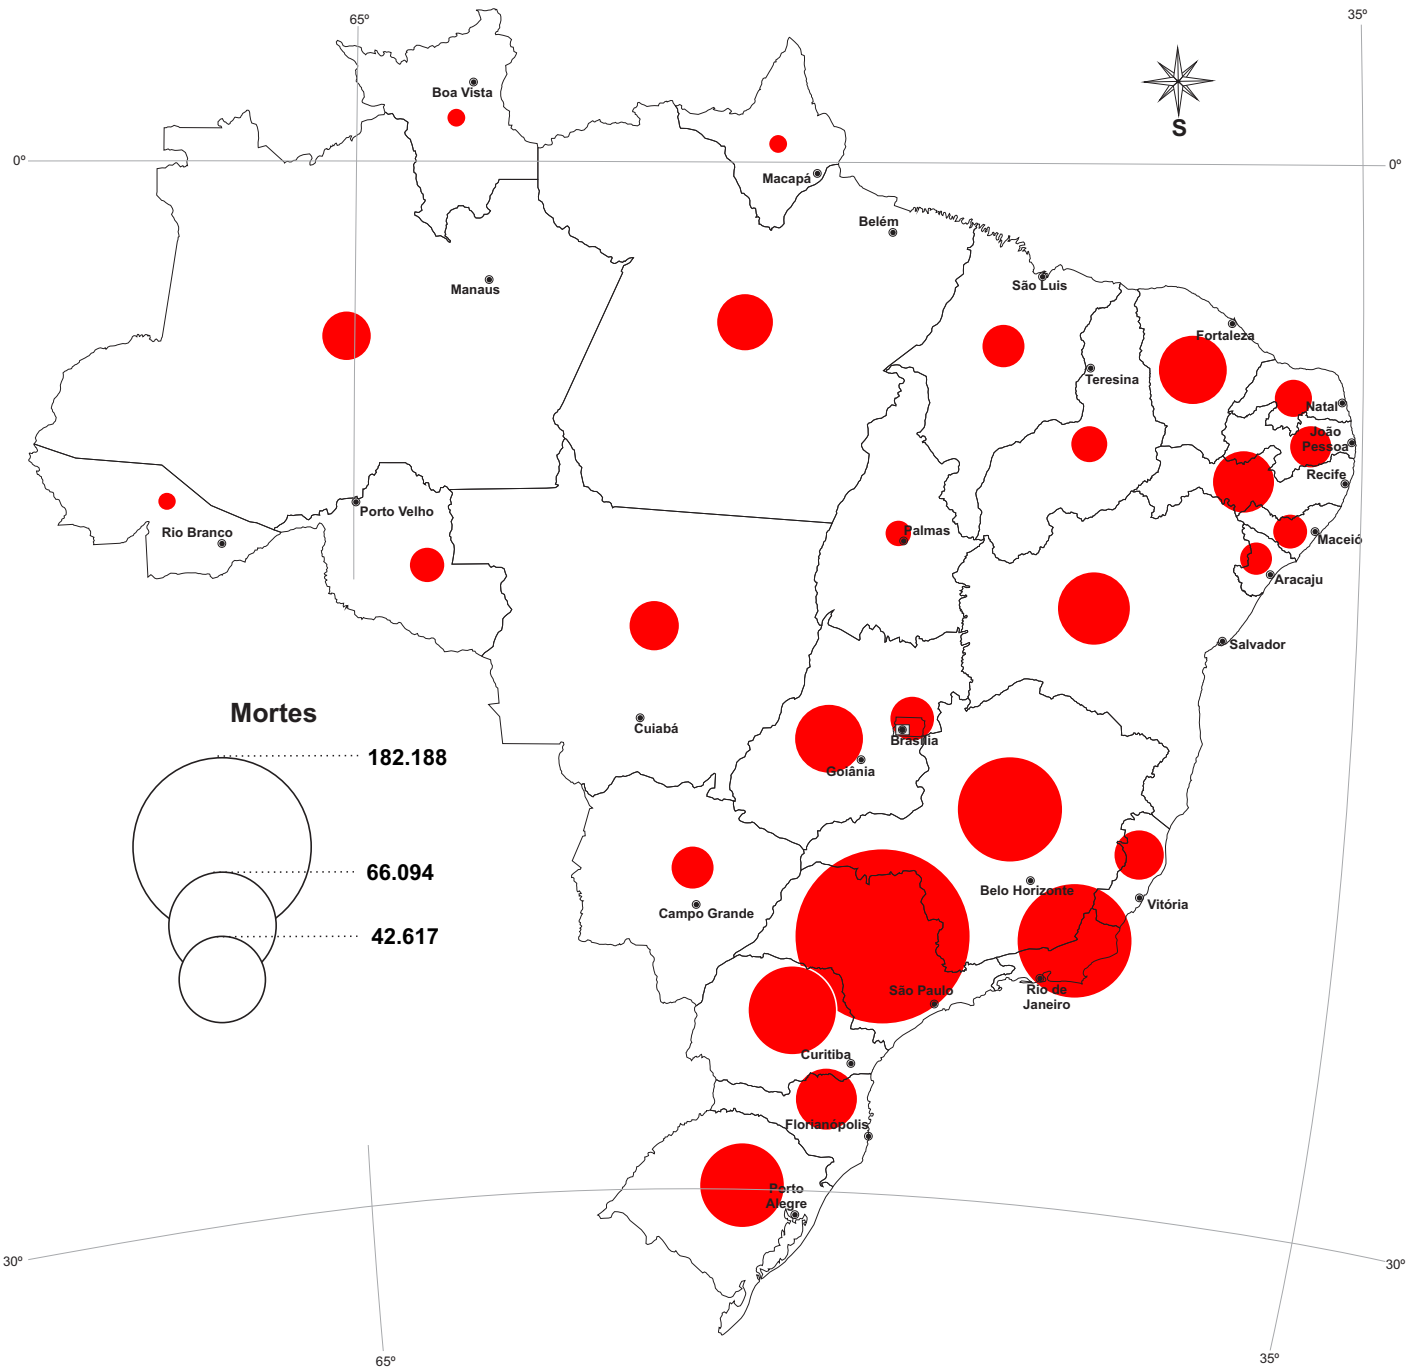 65º
35º
Boa Vista
S
0º
0º
Macapá
Belém
São Luis
Manaus
Fortaleza
Teresina
Natal
João
Pessoa
Recife
Porto Velho
Rio Branco
Palmas
Maceió
Aracaju
Salvador
Mortes
Cuiabá
Brasília
182.188
Goiânia
66.094
Belo Horizonte
Vitória
Campo Grande
42.617
São Paulo
Rio de
Janeiro
Curitiba
Florianópolis
Porto
Alegre
30º
30º
65º
35º